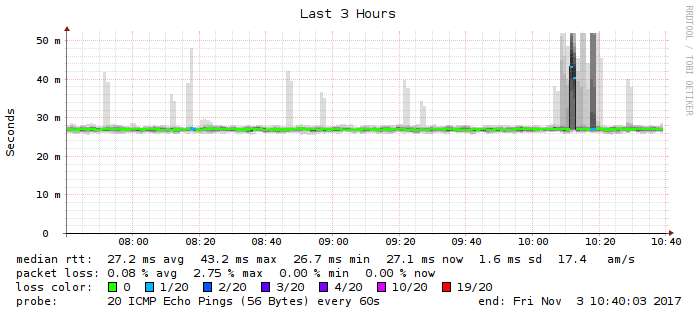 Last 3 Hours
RRDTOOL / TOBI OETIKER
Seconds
50 m
40 m
30 m
20 m
10 m
0
08:00 08:20 08:40 09:00 09:20 09:40 10:00 10:20 10:40
median rtt: 27.2 ms avg 43.2 ms max 26.7 ms min 27.1 ms now 1.6 ms sd 17.4 am/s
packet loss: 0.08 % avg 2.75 % max 0.00 % min 0.00 % now
loss color: 0 1/20 2/20 3/20 4/20 10/20 19/20
probe: 20 ICMP Echo Pings (56 Bytes) every 60s end: Fri Nov 3 10:40:03 2017